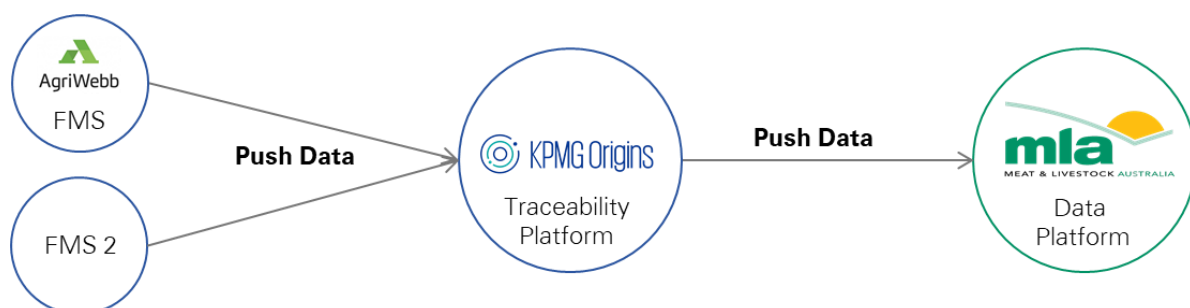 AgriWebb
FMS
FMS 2
Push Data
KPMG Origins
Traceability
Platform
Push Data
mla
MEAT & LIVESTOCK AUSTRALIA
Data
Platform